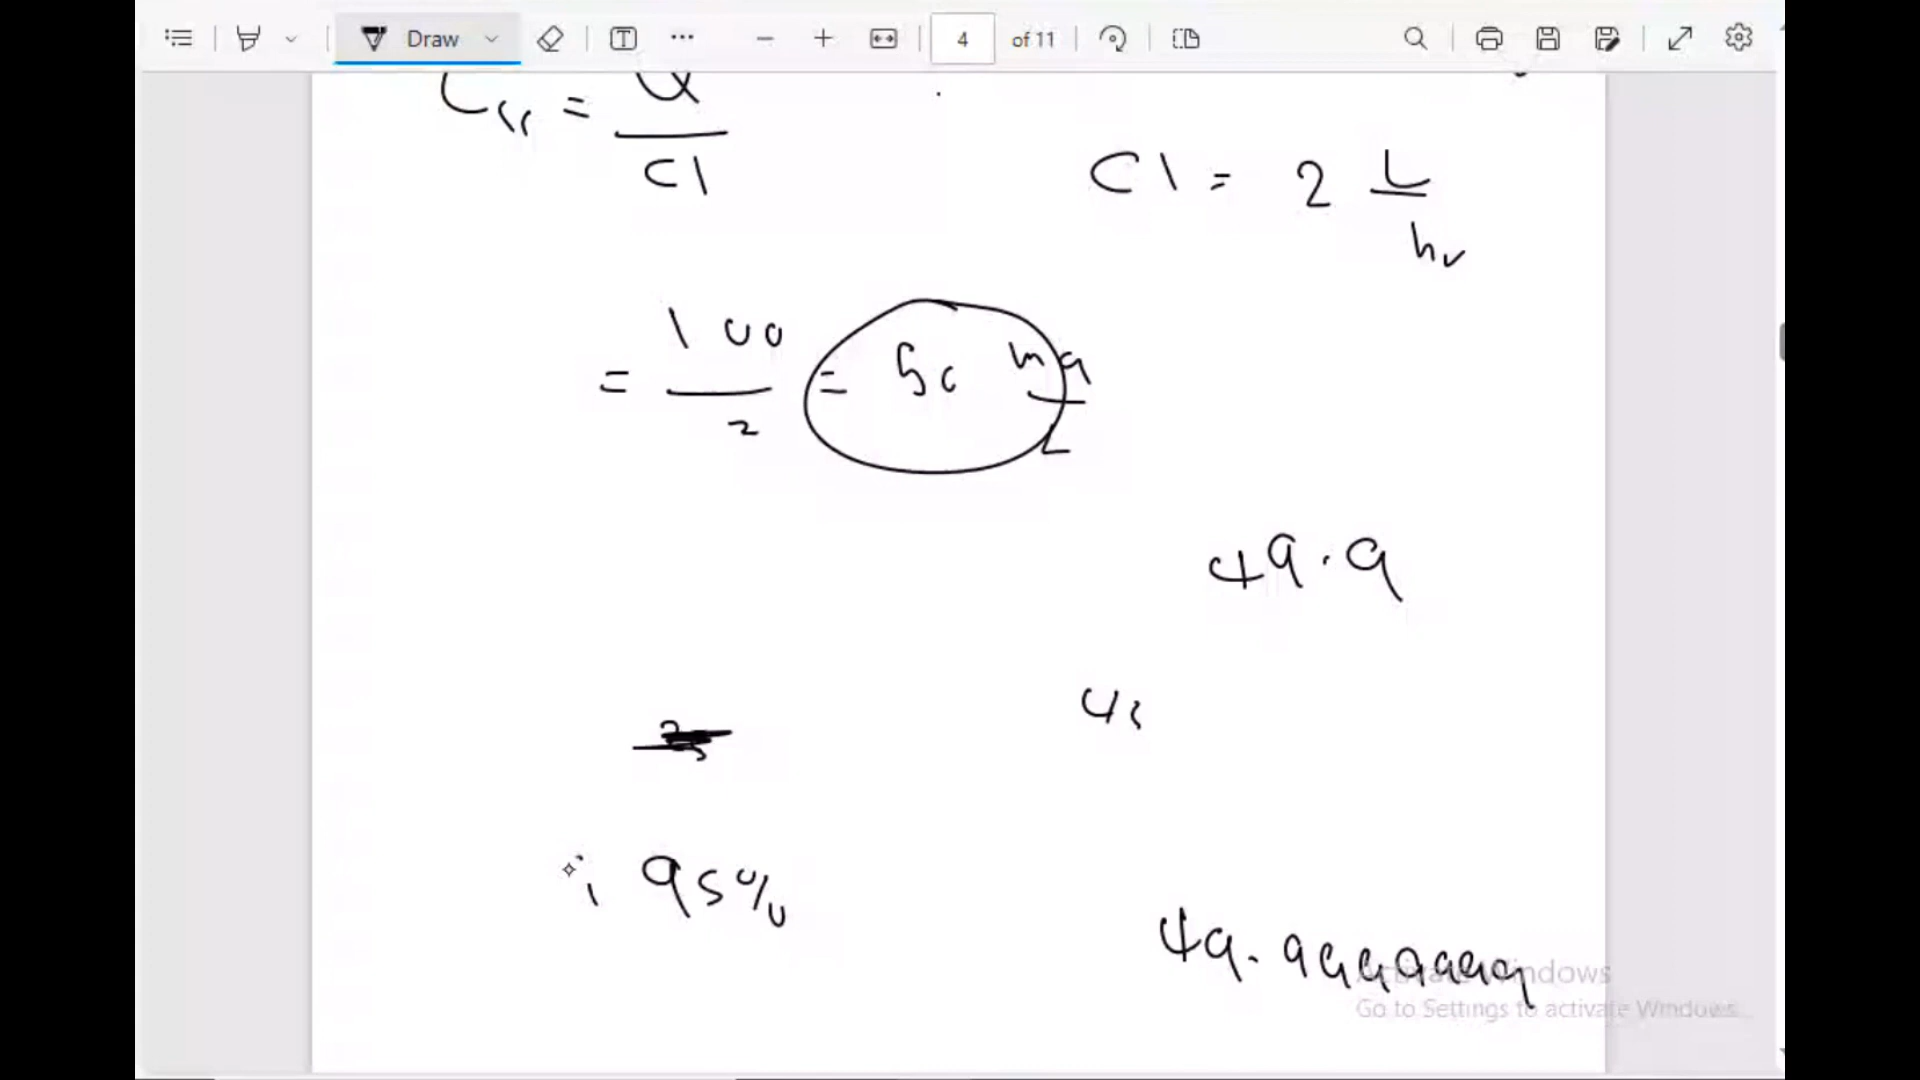 Draw
4 of 11
Css = Q / Cl
Cl = 2 L / hr
= 100 / 2 = 50 mg / L
49.9
95%
49.9999999
Activate Windows
Go to Settings to activate Windows.